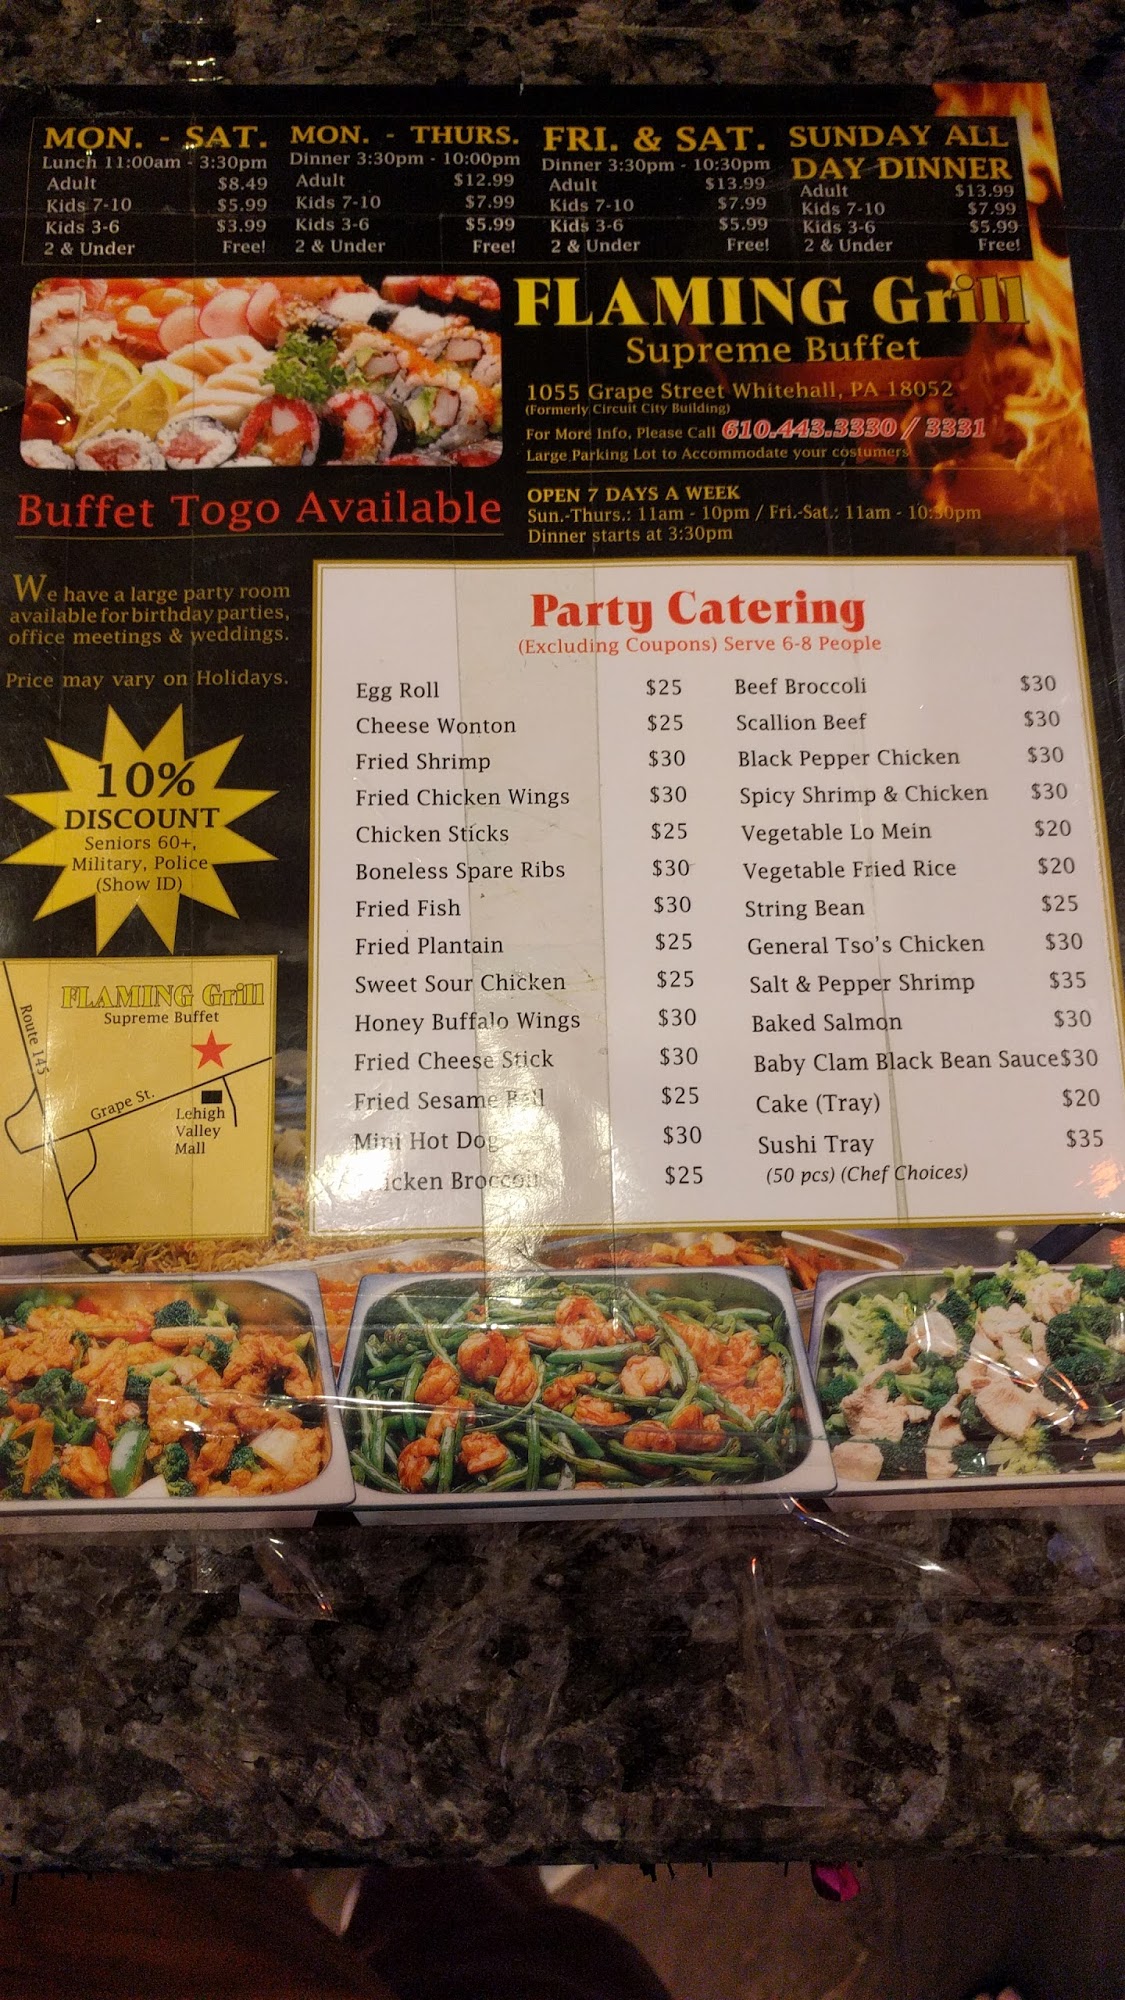 MON. - SAT.
Lunch 11:00am - 3:30pm
Adult $8.49
Kids 7-10 $5.99
Kids 3-6 $3.99
2 & Under Free!
MON. - THURS.
Dinner 3:30pm - 10:00pm
Adult $12.99
Kids 7-10 $7.99
Kids 3-6 $5.99
2 & Under Free!
FRI. & SAT.
Dinner 3:30pm - 10:30pm
Adult $13.99
Kids 7-10 $7.99
Kids 3-6 $5.99
2 & Under Free!
SUNDAY ALL
DAY DINNER
Adult $13.99
Kids 7-10 $7.99
Kids 3-6 $5.99
2 & Under Free!
FLAMING Grill
Supreme Buffet
1055 Grape Street Whitehall, PA 18052
(Formerly Circuit City Building)
For More Info, Please Call 610.443.3330 / 3331
Large Parking Lot to Accommodate your costumers
OPEN 7 DAYS A WEEK
Sun.-Thurs.: 11am - 10pm / Fri.-Sat.: 11am - 10:30pm
Dinner starts at 3:30pm
Buffet Togo Available
We have a large party room
available for birthday parties,
office meetings & weddings.
Price may vary on Holidays.
10%
DISCOUNT
Seniors 60+,
Military, Police
(Show ID)
FLAMING Grill
Supreme Buffet
Route 145
Grape St.
Lehigh
Valley
Mall
Party Catering
(Excluding Coupons) Serve 6-8 People
Egg Roll $25
Cheese Wonton $25
Fried Shrimp $30
Fried Chicken Wings $30
Chicken Sticks $25
Boneless Spare Ribs $30
Fried Fish $30
Fried Plantain $25
Sweet Sour Chicken $25
Honey Buffalo Wings $30
Fried Cheese Stick $30
Fried Sesame Ball $25
Mini Hot Dog $30
Chicken Broccoli $25
Beef Broccoli $30
Scallion Beef $30
Black Pepper Chicken $30
Spicy Shrimp & Chicken $30
Vegetable Lo Mein $20
Vegetable Fried Rice $20
String Bean $25
General Tso's Chicken $30
Salt & Pepper Shrimp $35
Baked Salmon $30
Baby Clam Black Bean Sauce$30
Cake (Tray) $20
Sushi Tray $35
(50 pcs) (Chef Choices)